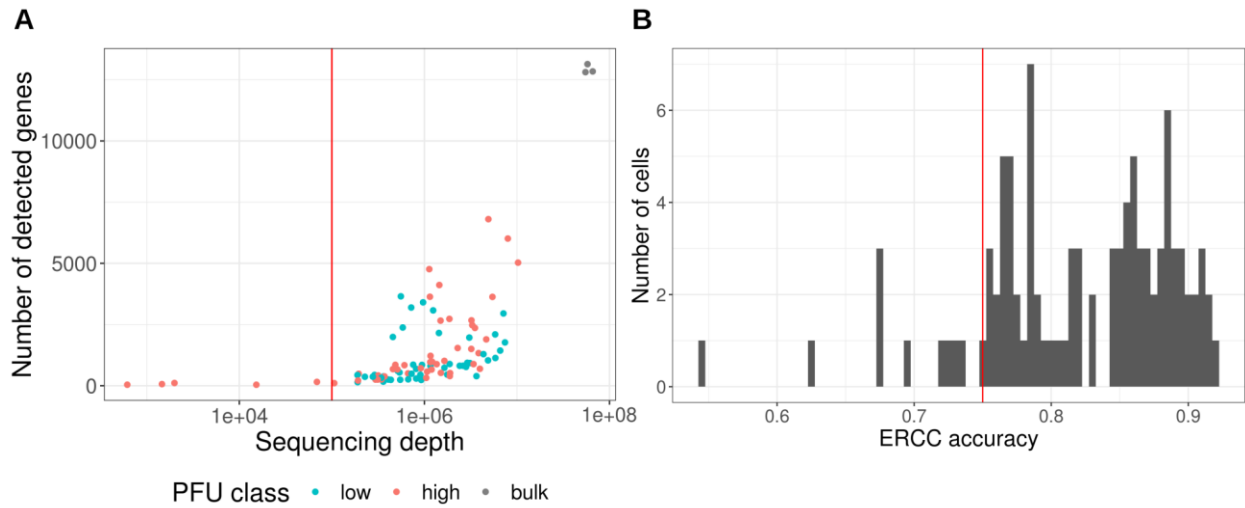 A
Number of detected genes
10000
5000
0
1e+04
1e+06
1e+08
Sequencing depth
PFU class low high bulk
B
Number of cells
6
4
2
0
0.6
0.7
0.8
0.9
ERCC accuracy